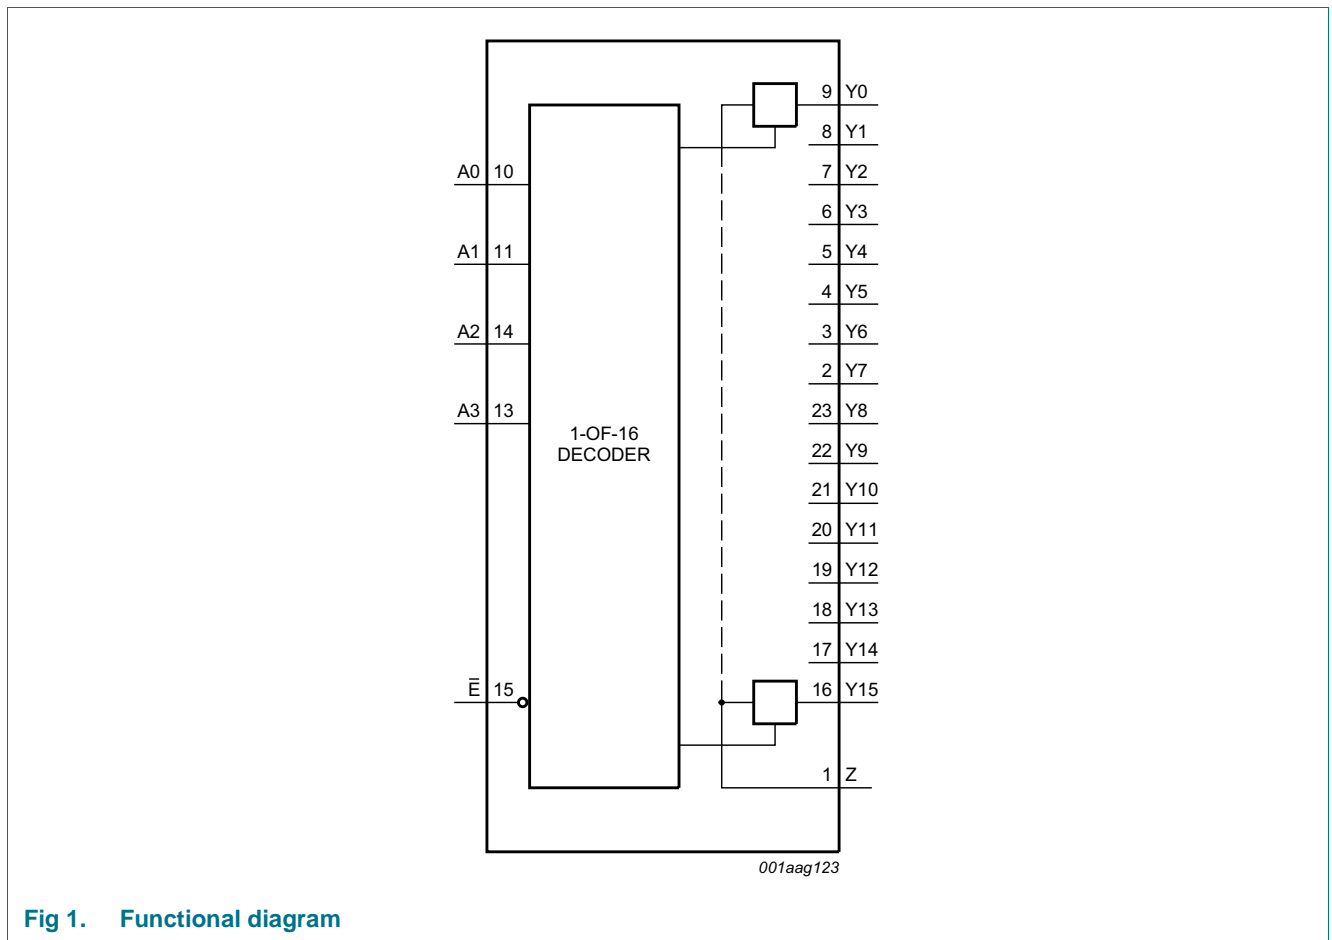 9 Y0
8 Y1
A0 10
7 Y2
6 Y3
A1 11
5 Y4
4 Y5
A2 14
3 Y6
2 Y7
A3 13
23 Y8
1-OF-16
DECODER
22 Y9
21 Y10
20 Y11
19 Y12
18 Y13
17 Y14
E̅ 15
16 Y15
1 Z
001aag123
Fig 1. Functional diagram